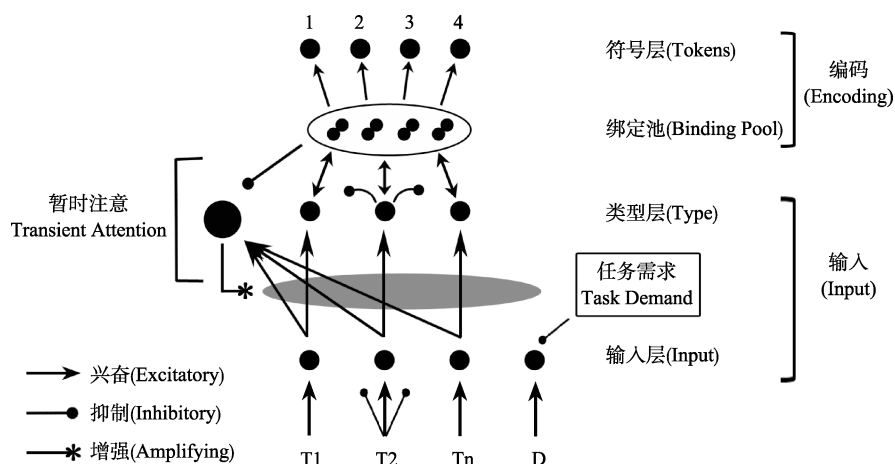 1 2 3 4
符号层(Tokens)
编码
(Encoding)
绑定池(Binding Pool)
暂时注意
Transient Attention
类型层(Type)
任务需求
Task Demand
输入
(Input)
输入层(Input)
兴奋(Excitatory)
抑制(Inhibitory)
增强(Amplifying)
T1 T2 Tn D